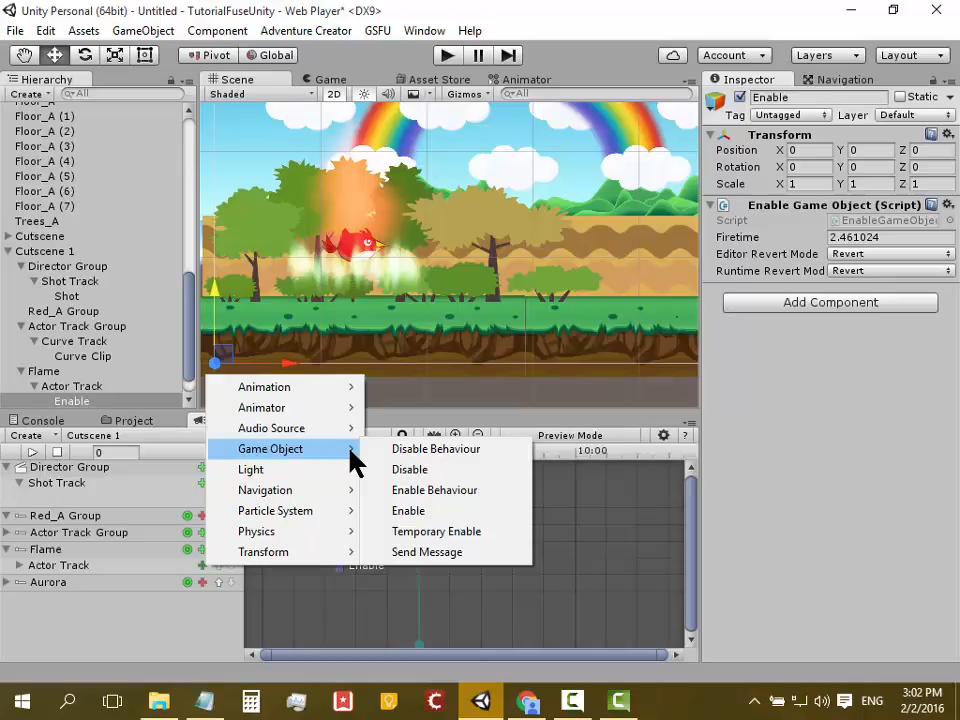 Unity Personal (64bit) - Untitled - TutorialFuseUnity - Web Player* <DX9>
File Edit Assets GameObject Component Adventure Creator GSFU Window Help
Pivot Global Account Layers Layout
Hierarchy
Create All
Floor_A
Floor_A (1)
Floor_A (2)
Floor_A (3)
Floor_A (4)
Floor_A (5)
Floor_A (6)
Floor_A (7)
Trees_A
Cutscene
Cutscene 1
Director Group
Shot Track
Shot
Red_A Group
Actor Track Group
Curve Track
Curve Clip
Flame
Actor Track
Enable
Scene Game Asset Store Animator
Shaded 2D Gizmos All
Inspector Navigation
Enable Static
Tag Untagged Layer Default
Transform
Position X 0 Y 0 Z 0
Rotation X 0 Y 0 Z 0
Scale X 1 Y 1 Z 1
Enable Game Object (Script)
Script EnableGameObjec
Firetime 2.461024
Editor Revert Mode Revert
Runtime Revert Mod Revert
Add Component
Console Project
Create Cutscene 1 Preview Mode ?
0 10:00
Director Group
Shot Track
Red_A Group
Actor Track Group
Flame
Actor Track
Aurora
Enable
Animation
Animator
Audio Source
Game Object
Light
Navigation
Particle System
Physics
Transform
Disable Behaviour
Disable
Enable Behaviour
Enable
Temporary Enable
Send Message
ENG
3:02 PM
2/2/2016